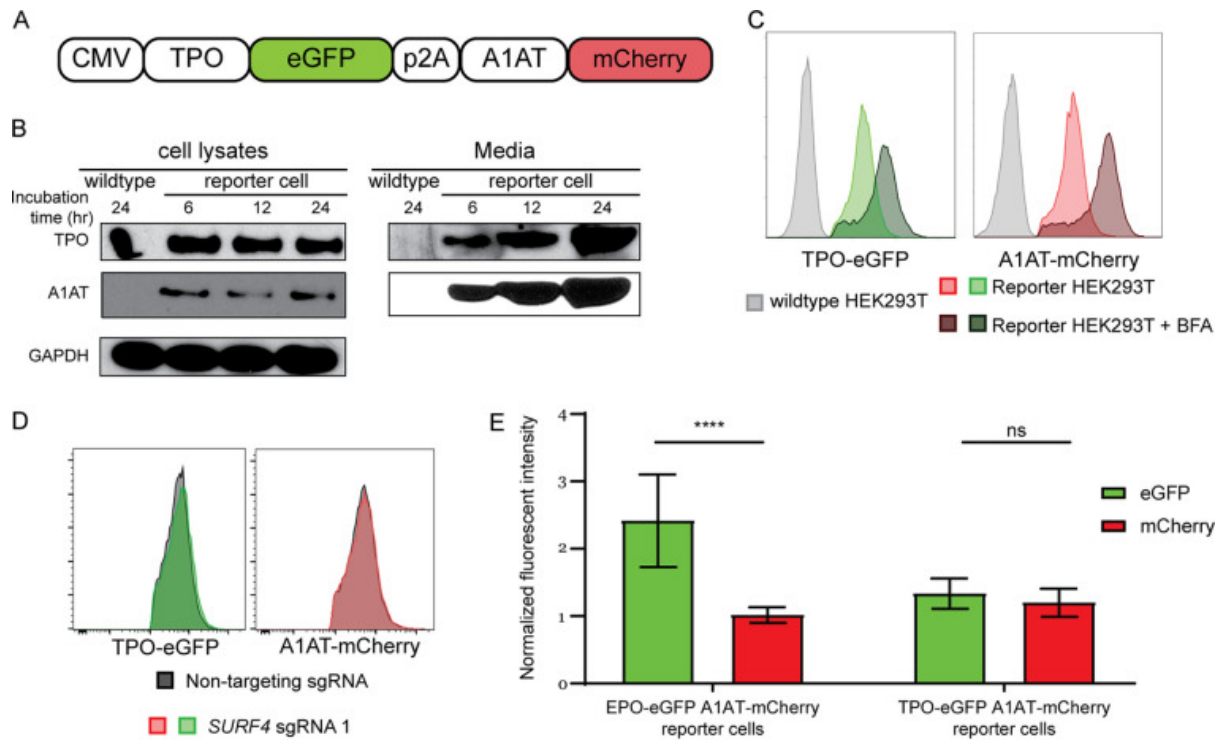 A
CMV TPO eGFP p2A A1AT mCherry
B
cell lysates Media
wildtype reporter cell wildtype reporter cell
Incubation time (hr) 24 6 12 24 24 6 12 24
TPO
A1AT
GAPDH
C
TPO-eGFP A1AT-mCherry
wildtype HEK293T
Reporter HEK293T
Reporter HEK293T + BFA
D
TPO-eGFP A1AT-mCherry
Non-targeting sgRNA
SURF4 sgRNA 1
E
Normalized fluorescent intensity
4
3
2
1
0
**** ns
eGFP
mCherry
EPO-eGFP A1AT-mCherry
reporter cells
TPO-eGFP A1AT-mCherry
reporter cells